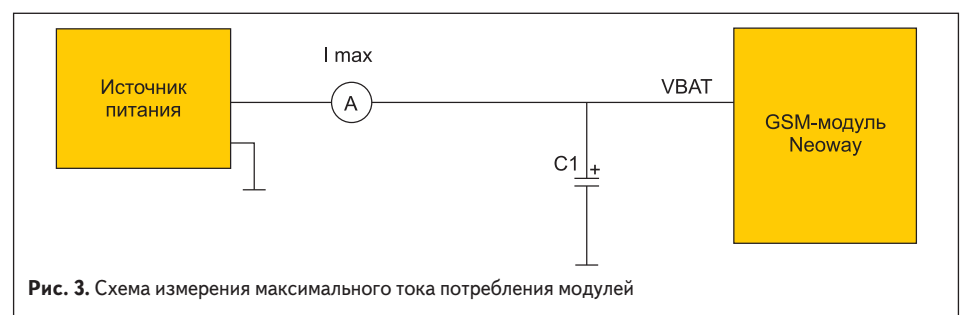 I max
Источник
питания
A
VBAT
GSM-модуль
Neoway
C1
+
Рис. 3. Схема измерения максимального тока потребления модулей